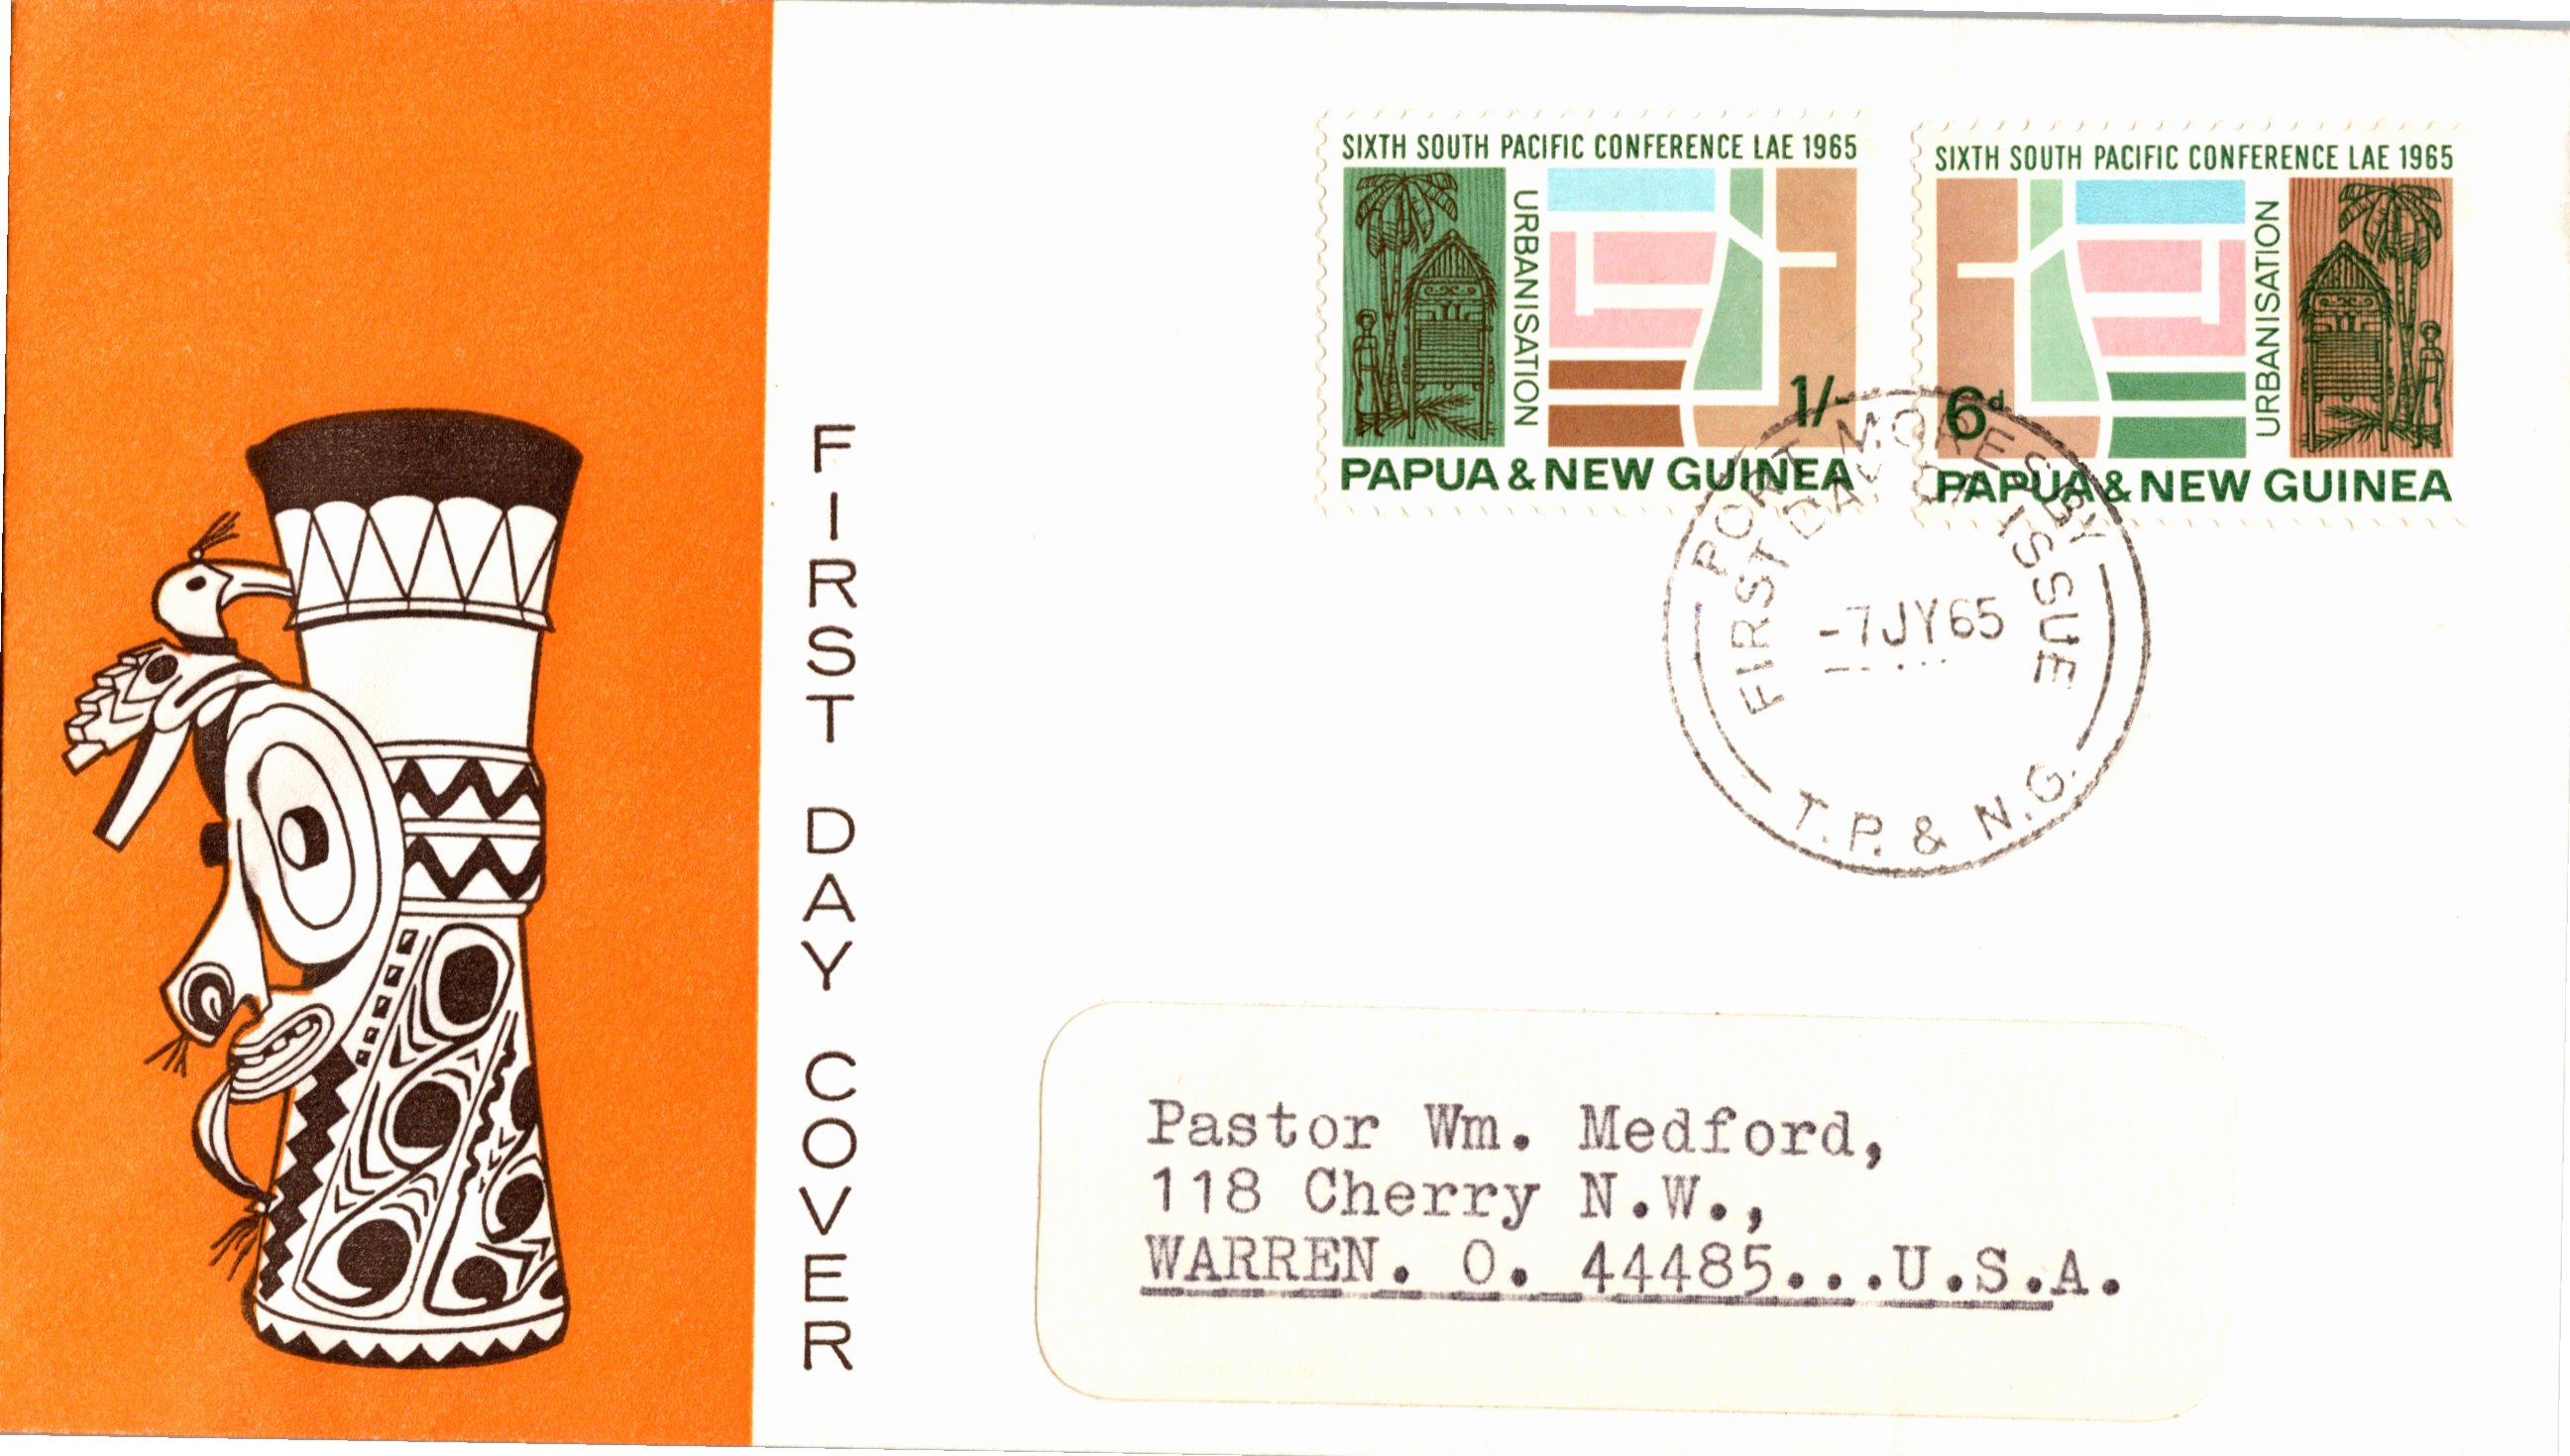 FIRST DAY COVER
SIXTH SOUTH PACIFIC CONFERENCE LAE 1965
URBANISATION
1/-
PAPUA & NEW GUINEA
SIXTH SOUTH PACIFIC CONFERENCE LAE 1965
URBANISATION
6d
PAPUA & NEW GUINEA
PORT MORESBY
FIRST DAY OF ISSUE
-7JY65
T.P. & N.G.
Pastor Wm. Medford,
118 Cherry N.W.,
WARREN. O. 44485...U.S.A.